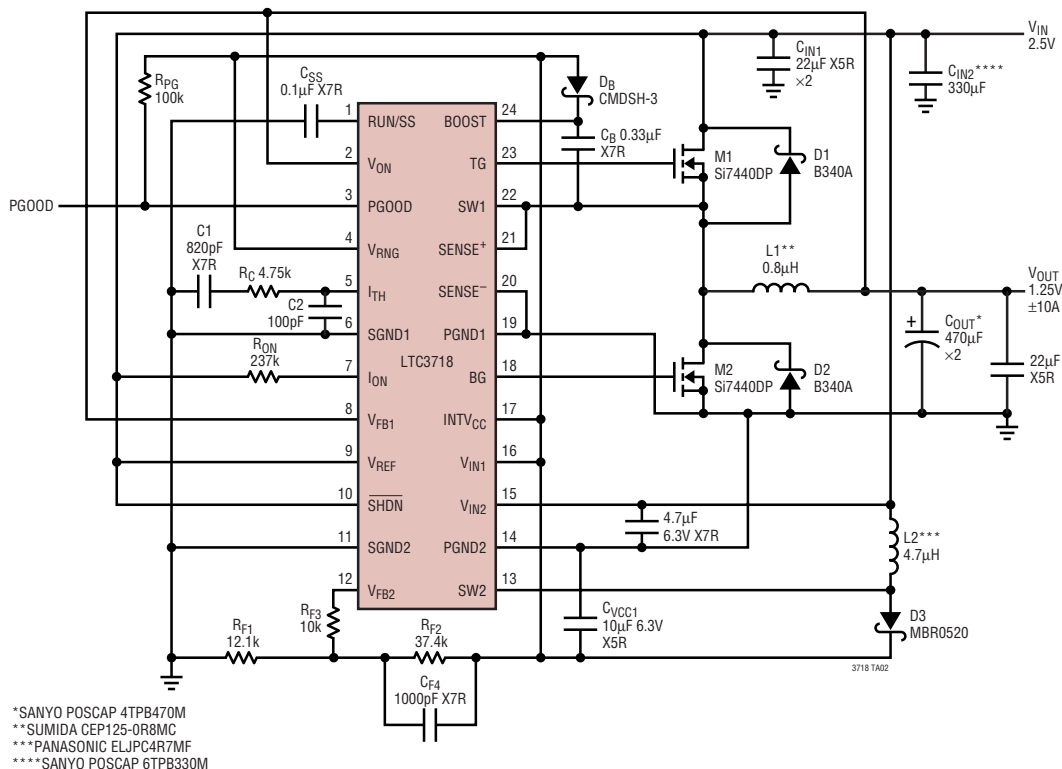 V_IN
2.5V
C_IN1
22µF X5R
×2
C_IN2****
330µF
C_SS
0.1µF X7R
R_PG
100k
D_B
CMDSH-3
1
RUN/SS
BOOST
24
C_B 0.33µF
X7R
2
V_ON
TG
23
M1
Si7440DP
D1
B340A
PGOOD
3
PGOOD
SW1
22
C1
820pF
X7R
4
V_RNG
SENSE+
21
L1**
0.8µH
R_C 4.75k
5
I_TH
SENSE–
20
V_OUT
1.25V
±10A
C2
100pF
6
SGND1
PGND1
19
+
C_OUT*
470µF
×2
22µF
X5R
R_ON
237k
LTC3718
7
I_ON
BG
18
M2
Si7440DP
D2
B340A
8
V_FB1
INTV_CC
17
9
V_REF
V_IN1
16
10
SHDN
V_IN2
15
4.7µF
6.3V X7R
L2***
4.7µH
11
SGND2
PGND2
14
12
V_FB2
SW2
13
R_F3
10k
C_VCC1
10µF 6.3V
X5R
D3
MBR0520
R_F1
12.1k
R_F2
37.4k
3718 TA02
C_F4
1000pF X7R
*SANYO POSCAP 4TPB470M
**SUMIDA CEP125-0R8MC
***PANASONIC ELJPC4R7MF
****SANYO POSCAP 6TPB330M